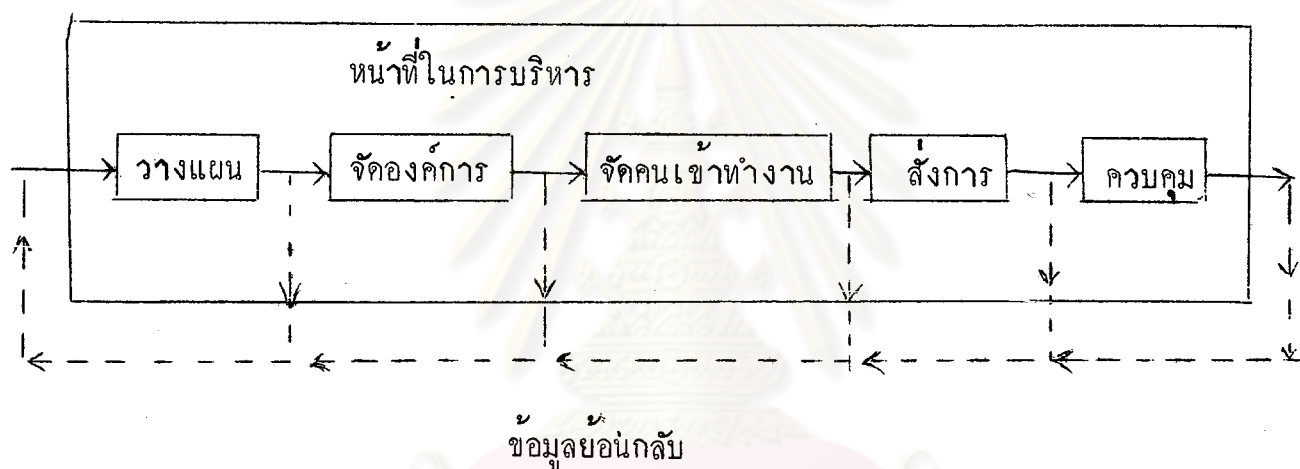 หน้าที่ในการบริหาร
วางแผน
จัดองค์การ
จัดคนเข้าทำงาน
สั่งการ
ควบคุม
ข้อมูลย้อนกลับ